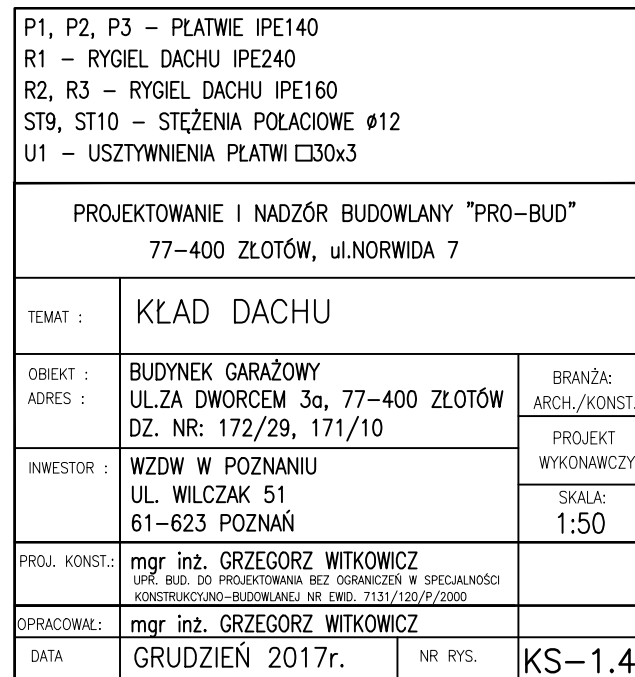 P1, P2, P3 – PŁATWIE IPE140
R1 – RYGIEL DACHU IPE240
R2, R3 – RYGIEL DACHU IPE160
ST9, ST10 – STĘŻENIA POŁACIOWE ø12
U1 – USZTYWNIENIA PŁATWI □30x3
PROJEKTOWANIE I NADZÓR BUDOWLANY "PRO–BUD"
77–400 ZŁOTÓW, ul.NORWIDA 7
TEMAT : KŁAD DACHU
OBIEKT : BUDYNEK GARAŻOWY
ADRES : UL.ZA DWORCEM 3a, 77–400 ZŁOTÓW
DZ. NR: 172/29, 171/10
BRANŻA:
ARCH./KONST.
PROJEKT
WYKONAWCZY
INWESTOR : WZDW W POZNANIU
UL. WILCZAK 51
61–623 POZNAŃ
SKALA:
1:50
PROJ. KONST.: mgr inż. GRZEGORZ WITKOWICZ
UPR. BUD. DO PROJEKTOWANIA BEZ OGRANICZEŃ W SPECJALNOŚCI
KONSTRUKCYJNO–BUDOWLANEJ NR EWID. 7131/120/P/2000
OPRACOWAŁ: mgr inż. GRZEGORZ WITKOWICZ
DATA GRUDZIEŃ 2017r. NR RYS. KS–1.4